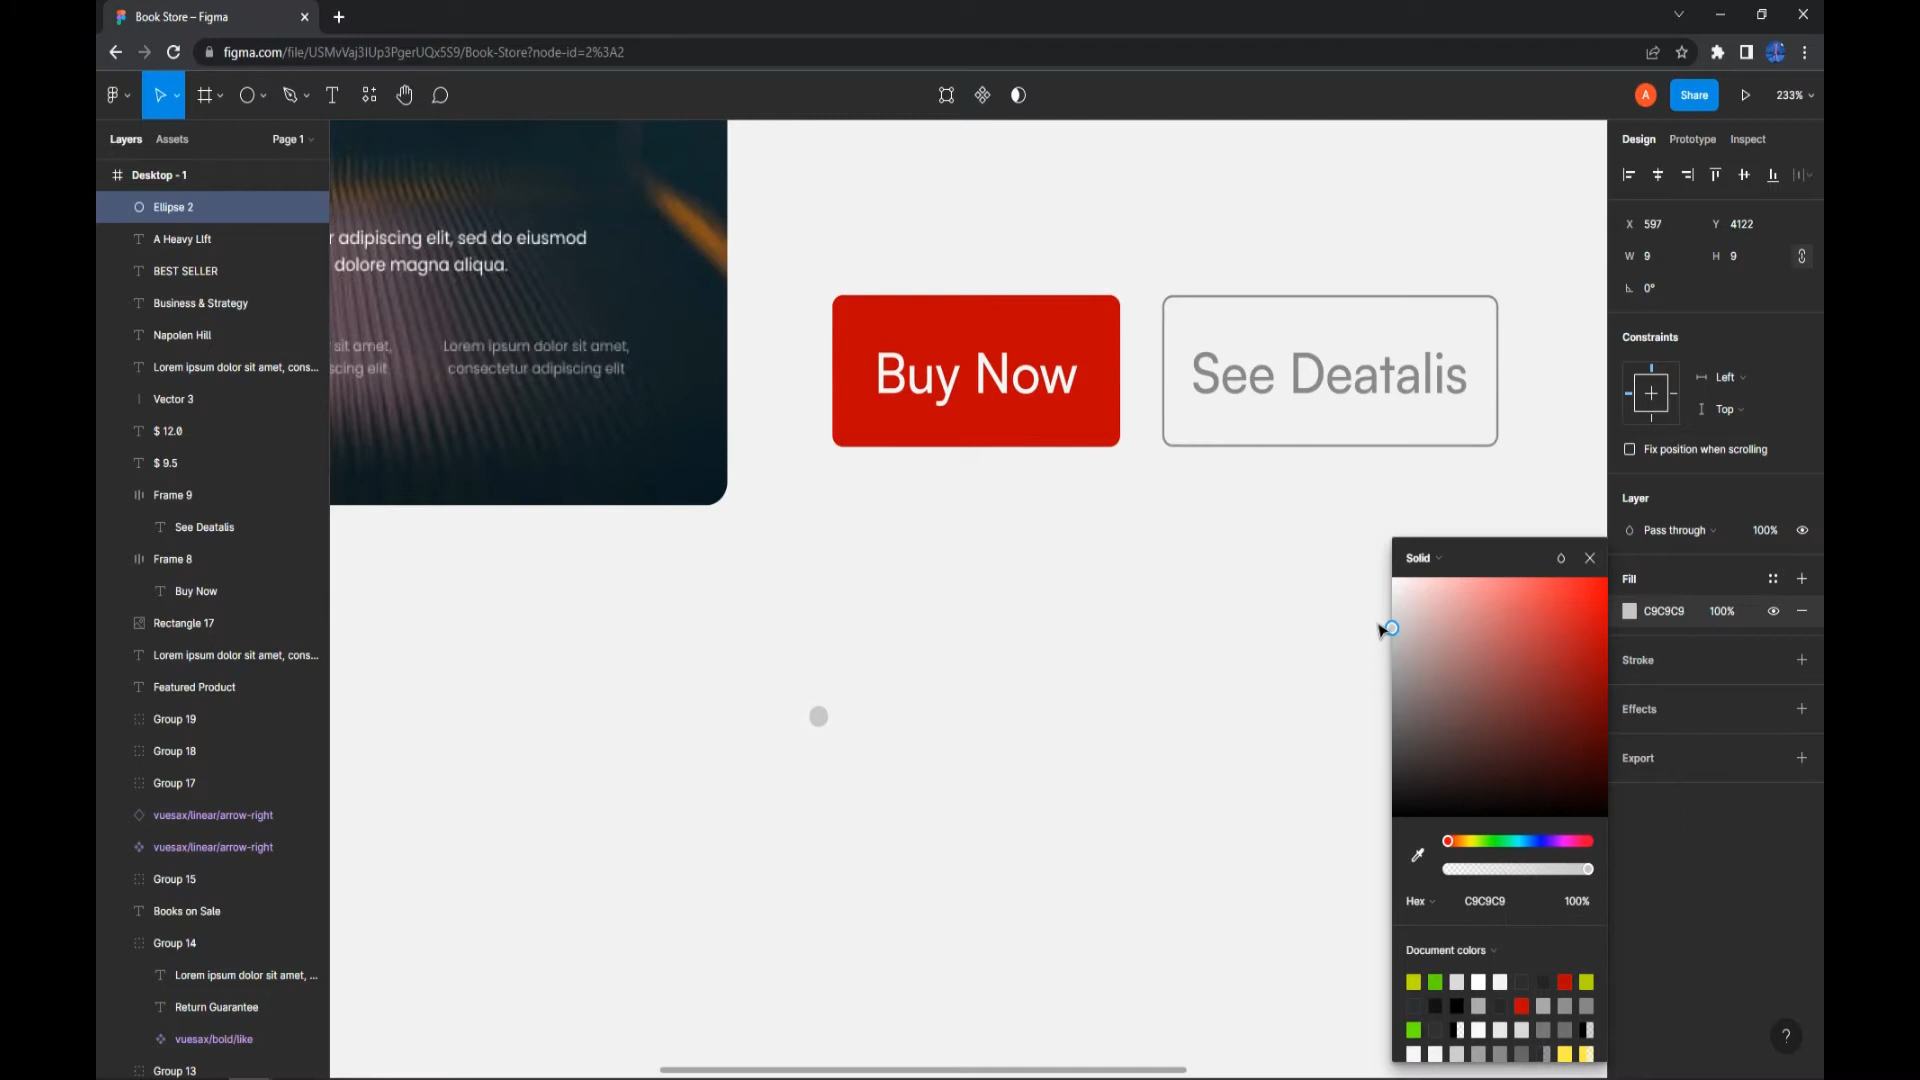 Book Store – Figma
figma.com/file/USMvVaj3IUp3PgerUQx5S9/Book-Store?node-id=2%3A2
A
Share
233%
Layers
Assets
Page 1
Design
Prototype
Inspect
Desktop - 1
Ellipse 2
A Heavy LIft
BEST SELLER
Business & Strategy
Napolen Hill
Lorem ipsum dolor sit amet, cons...
Vector 3
$ 12.0
$ 9.5
Frame 9
See Deatalis
Frame 8
Buy Now
Rectangle 17
Lorem ipsum dolor sit amet, cons...
Featured Product
Group 19
Group 18
Group 17
vuesax/linear/arrow-right
vuesax/linear/arrow-right
Group 15
Books on Sale
Group 14
Lorem ipsum dolor sit amet, ...
Return Guarantee
vuesax/bold/like
Group 13
r adipiscing elit, sed do eiusmod
dolore magna aliqua.
sit amet,
scing elit
Lorem ipsum dolor sit amet,
consectetur adipiscing elit
Buy Now
See Deatalis
Solid
Hex
C9C9C9
100%
Document colors
X 597
Y 4122
W 9
H 9
0°
Constraints
Left
Top
Fix position when scrolling
Layer
Pass through
100%
Fill
C9C9C9
100%
Stroke
Effects
Export
?